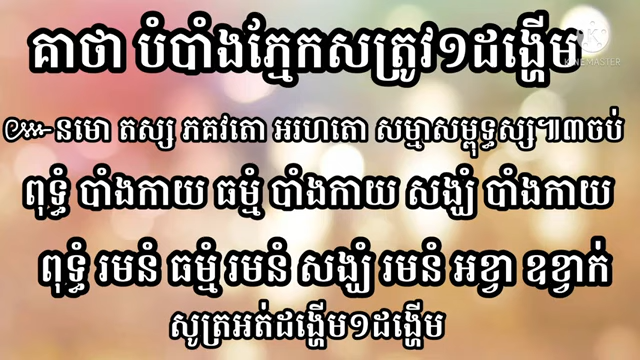 គាថា បំបាំងភ្នែកសត្រូវ១ដង្ហើម
KINEMASTER
នមោ តស្ស ភគវតោ អរហតោ សម្មាសម្ពុទ្ធស្ស៕៣ចប់
ពុទ្ធំ បាំងកាយ ធម្មំ បាំងកាយ សង្ឃំ បាំងកាយ
ពុទ្ធំ រមនំ ធម្មំ រមនំ សង្ឃំ រមនំ អខ្វា ឧខ្វាក់
សូត្រអត់ដង្ហើម១ដង្ហើម